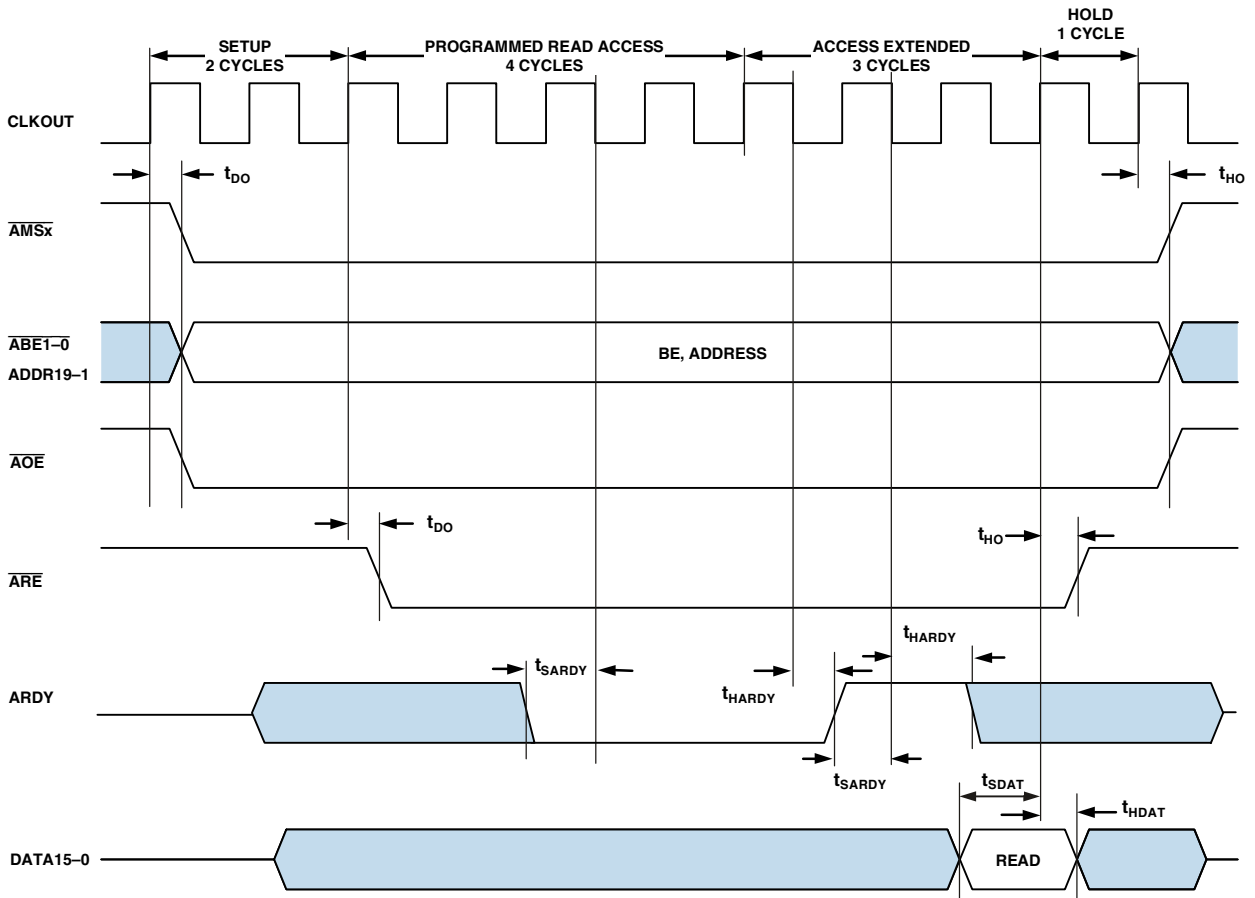 SETUP
2 CYCLES
PROGRAMMED READ ACCESS
4 CYCLES
ACCESS EXTENDED
3 CYCLES
HOLD
1 CYCLE
CLKOUT
tDO
tHO
AMSx
ABE1–0
ADDR19–1
BE, ADDRESS
AOE
tDO
tHO
ARE
tHARDY
tSARDY
tHARDY
ARDY
tSARDY
tSDAT
tHDAT
DATA15–0
READ